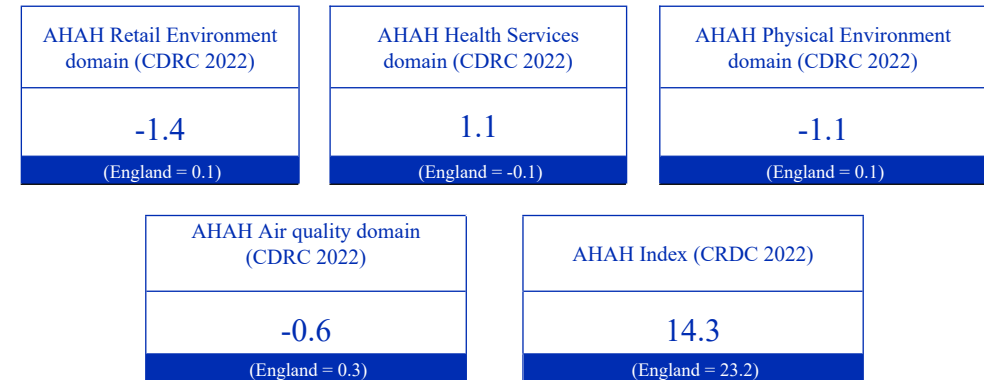 AHAH Retail Environment
domain (CDRC 2022)
-1.4
(England = 0.1)
AHAH Health Services
domain (CDRC 2022)
1.1
(England = -0.1)
AHAH Physical Environment
domain (CDRC 2022)
-1.1
(England = 0.1)
AHAH Air quality domain
(CDRC 2022)
-0.6
(England = 0.3)
AHAH Index (CRDC 2022)
14.3
(England = 23.2)